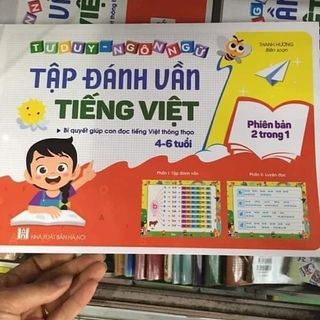 TƯ DUY - NGÔN NGỮ
THANH HƯƠNG
Biên soạn
TẬP ĐÁNH VẦN
TIẾNG VIỆT
Bí quyết giúp con đọc tiếng Việt thông thạo
4-6 tuổi
Phiên bản
2 trong 1
Phần I: Tập đánh vần
Phần II: Luyện đọc
NHÀ XUẤT BẢN HÀ NỘI